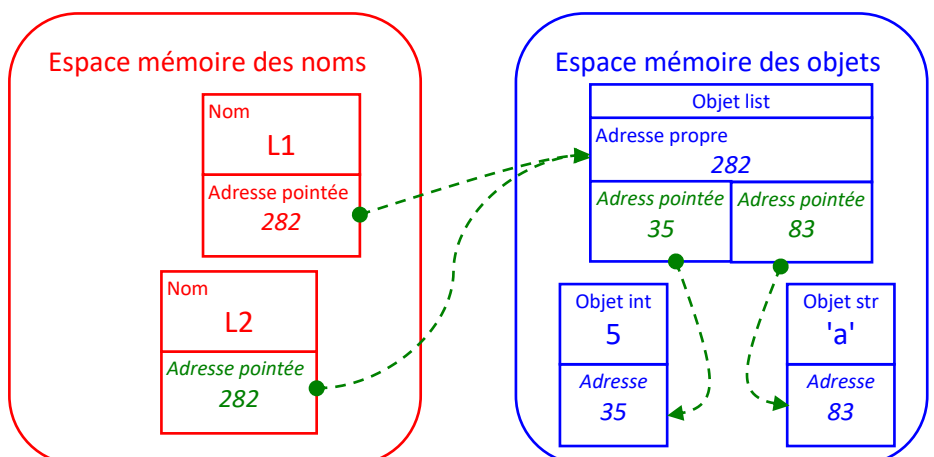 Espace mémoire des noms
Nom
L1
Adresse pointée
282
Nom
L2
Adresse pointée
282
Espace mémoire des objets
Objet list
Adresse propre
282
Adress pointée
35
Adress pointée
83
Objet int
5
Adresse
35
Objet str
'a'
Adresse
83